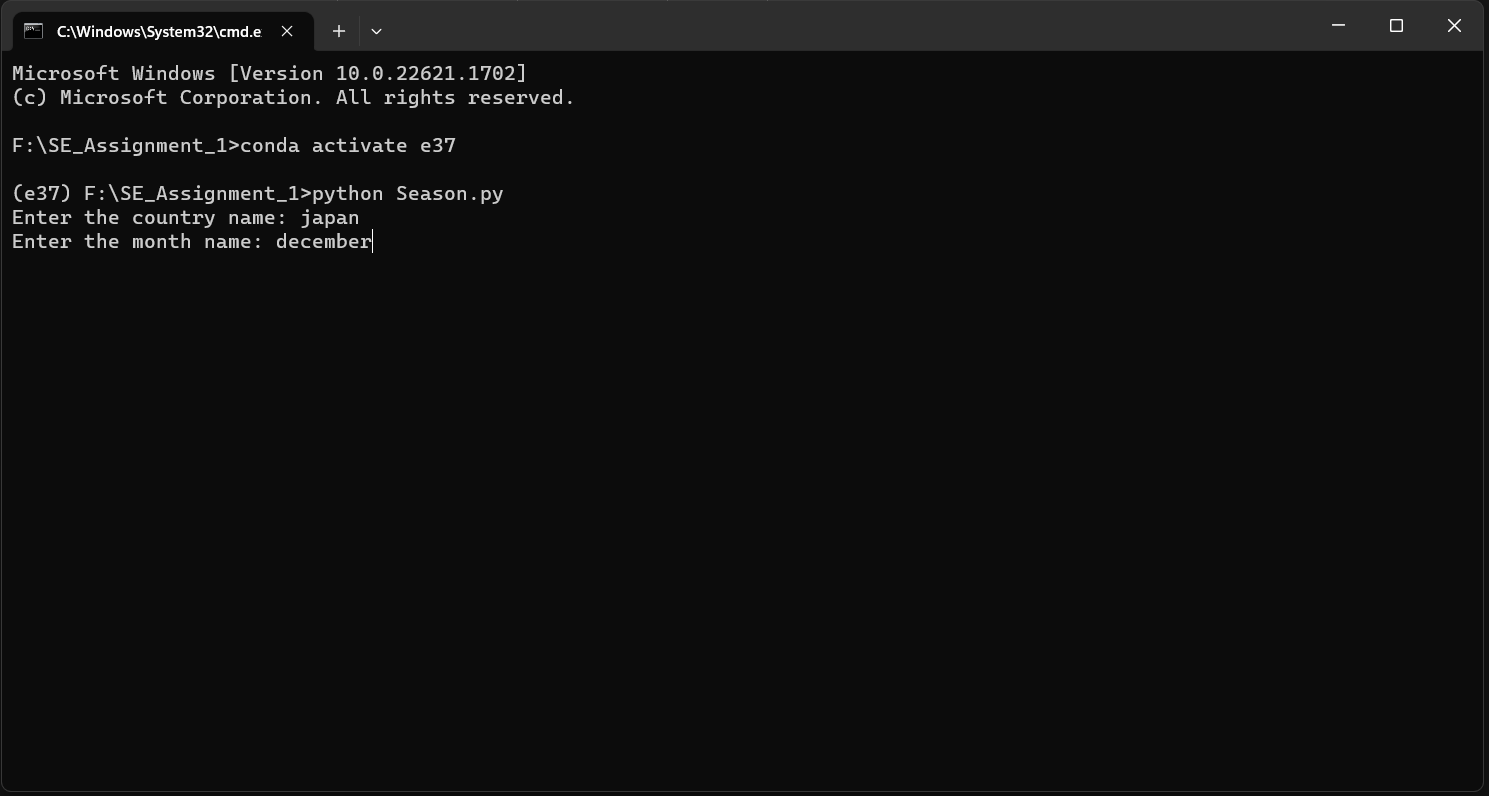 C:\Windows\System32\cmd.e
Microsoft Windows [Version 10.0.22621.1702]
(c) Microsoft Corporation. All rights reserved.
F:\SE_Assignment_1>conda activate e37
(e37) F:\SE_Assignment_1>python Season.py
Enter the country name: japan
Enter the month name: december